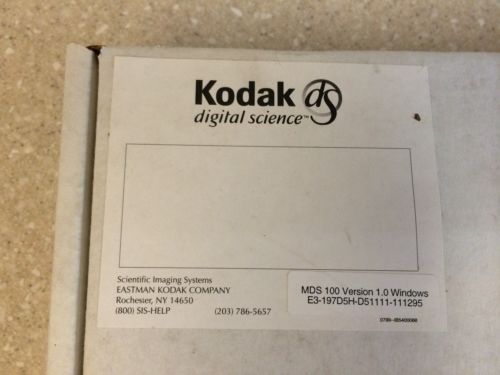 Kodak ds
digital science™
Scientific Imaging Systems
EASTMAN KODAK COMPANY
Rochester, NY 14650
(800) SIS-HELP (203) 786-5657
MDS 100 Version 1.0 Windows
E3-197D5H-D51111-111295